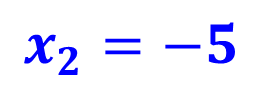 x₂ = −5